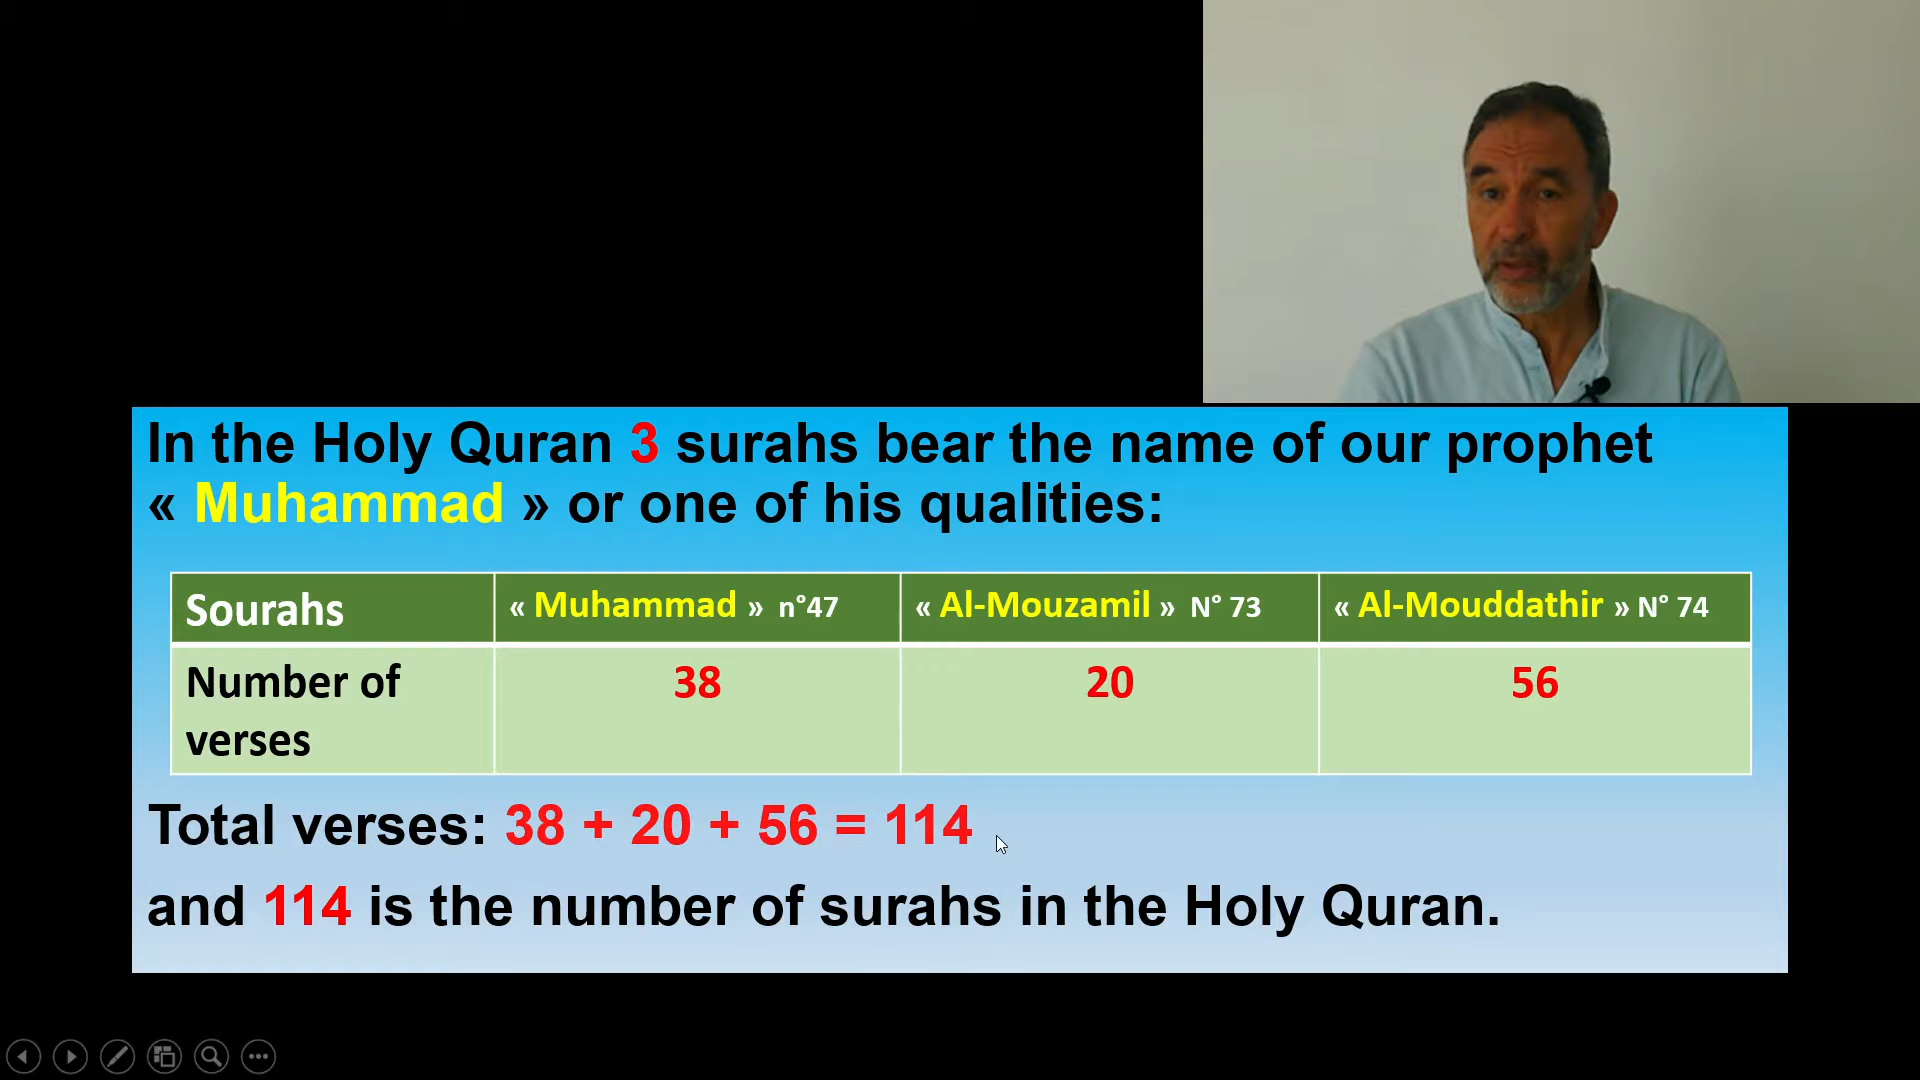 In the Holy Quran 3 surahs bear the name of our prophet
« Muhammad » or one of his qualities:
Sourahs « Muhammad » n°47 « Al-Mouzamil » N° 73 « Al-Mouddathir » N° 74
Number of verses 38 20 56
Total verses: 38 + 20 + 56 = 114
and 114 is the number of surahs in the Holy Quran.